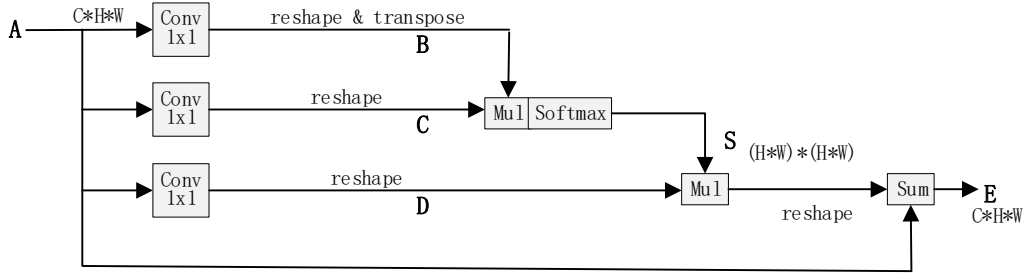 A
C*H*W
Conv
1x1
reshape & transpose
B
Conv
1x1
reshape
C
Mul
Softmax
S
(H*W)*(H*W)
Conv
1x1
reshape
D
Mul
reshape
Sum
E
C*H*W